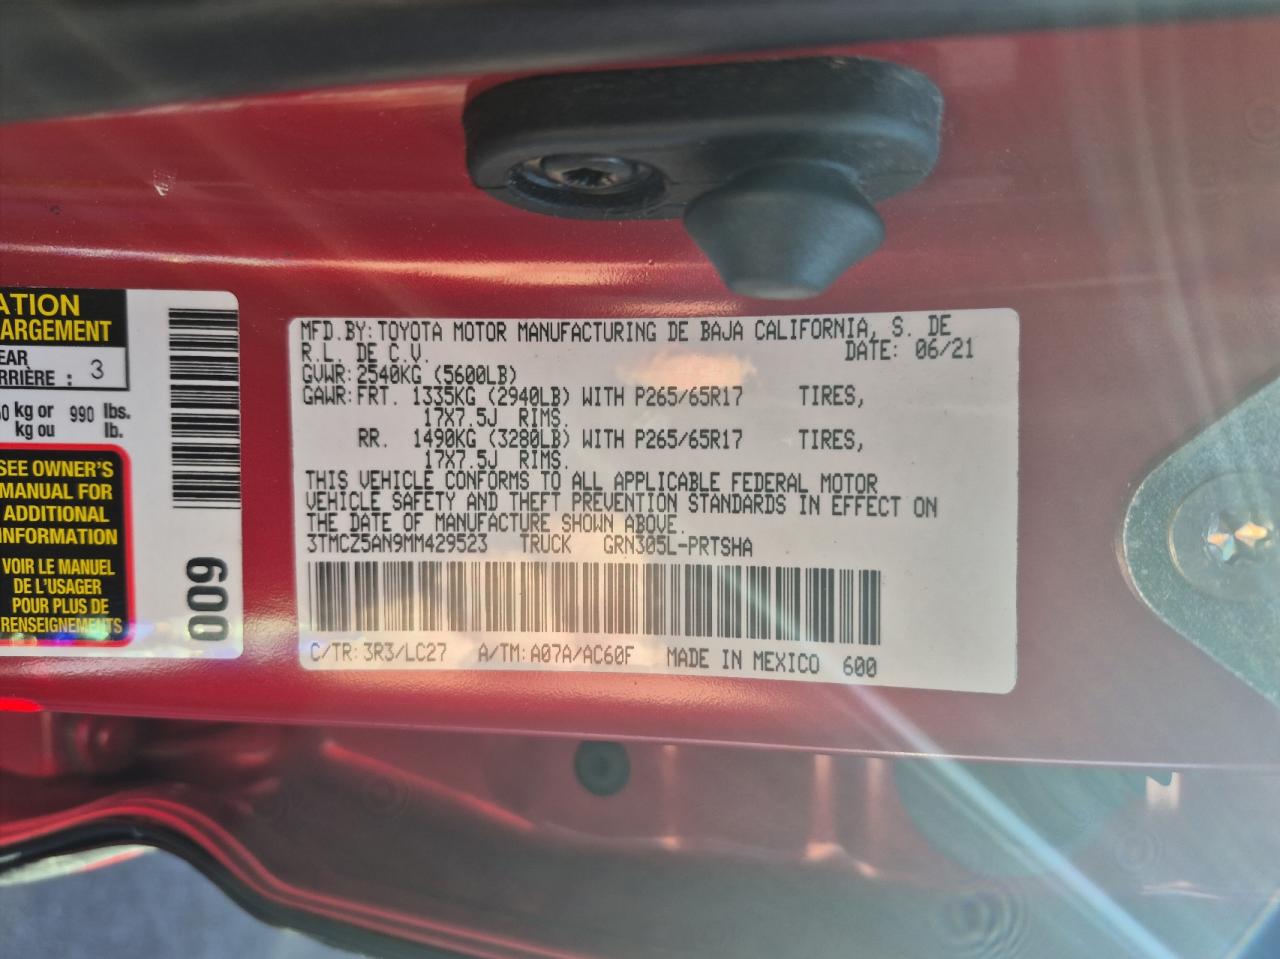 ATION
ARGEMENT
EAR
RRIÈRE : 3
0 kg or 990 lbs.
kg ou lb.
SEE OWNER'S
MANUAL FOR
ADDITIONAL
INFORMATION
VOIR LE MANUEL
DE L'USAGER
POUR PLUS DE
RENSEIGNEMENTS
600
MFD.BY:TOYOTA MOTOR MANUFACTURING DE BAJA CALIFORNIA, S. DE
R.L. DE C.V. DATE: 06/21
GVWR:2540KG (5600LB)
GAWR:FRT. 1335KG (2940LB) WITH P265/65R17 TIRES,
17X7.5J RIMS.
RR. 1490KG (3280LB) WITH P265/65R17 TIRES,
17X7.5J RIMS.
THIS VEHICLE CONFORMS TO ALL APPLICABLE FEDERAL MOTOR
VEHICLE SAFETY AND THEFT PREVENTION STANDARDS IN EFFECT ON
THE DATE OF MANUFACTURE SHOWN ABOVE.
3TMCZ5AN9MM429523 TRUCK GRN305L-PRTSHA
C/TR:3R3/LC27 A/TM:A07A/AC60F MADE IN MEXICO 600